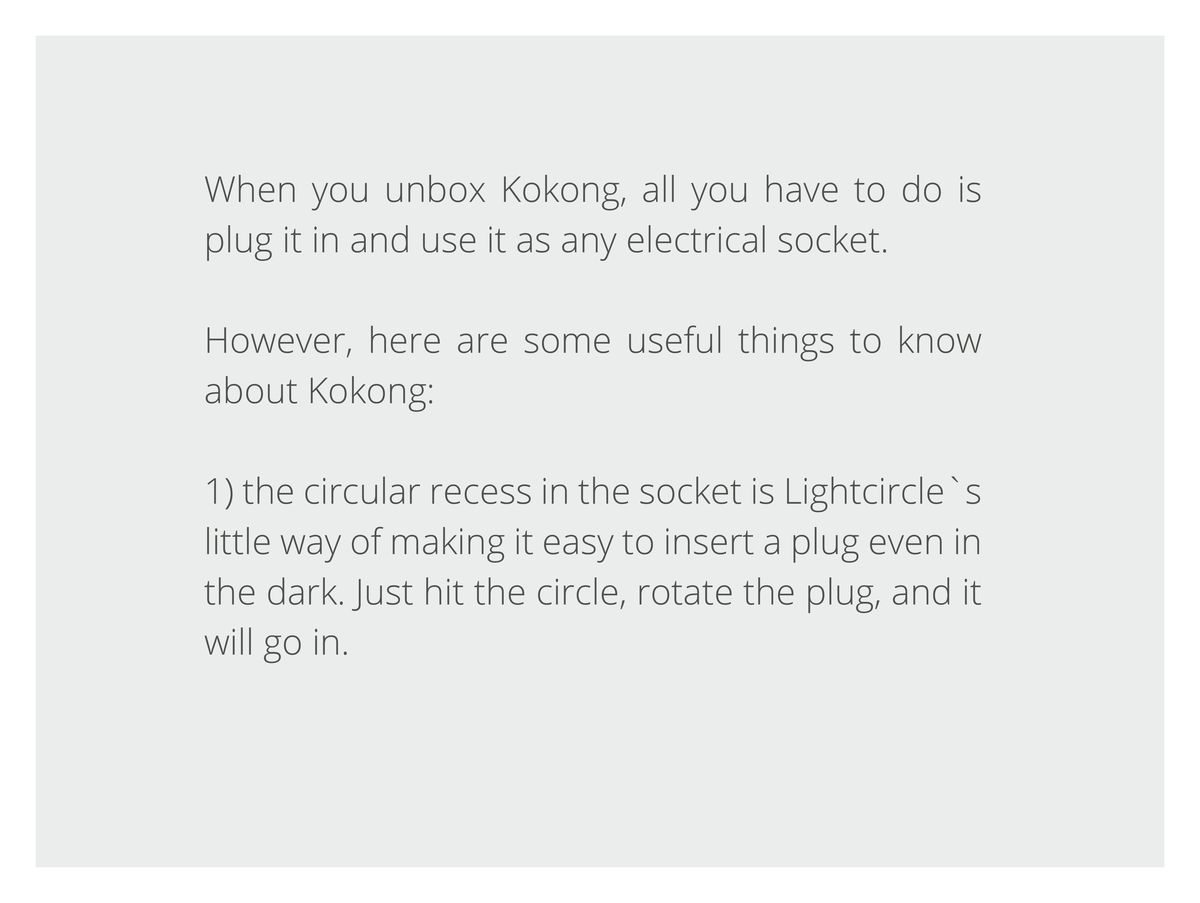 When you unbox Kokong, all you have to do is
plug it in and use it as any electrical socket.
However, here are some useful things to know
about Kokong:
1) the circular recess in the socket is Lightcircle`s
little way of making it easy to insert a plug even in
the dark. Just hit the circle, rotate the plug, and it
will go in.